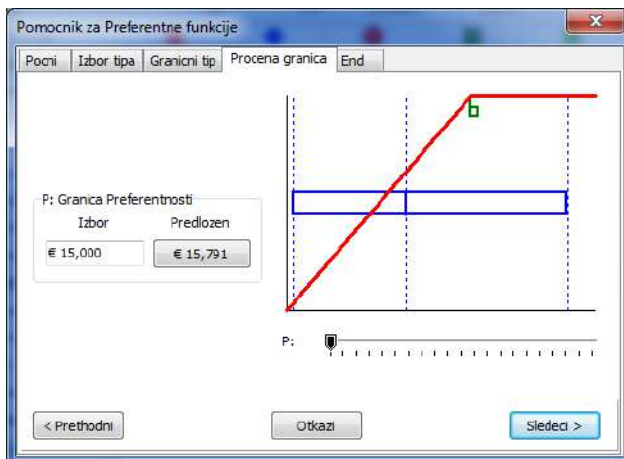 Pomocnik za Preferentne funkcije
Pocni Izbor tipa Granicni tip Procena granica End
P: Granica Preferentnosti
Izbor Predlozen
€ 15,000 € 15,791
P:
< Prethodni Otkazi Sledeci >